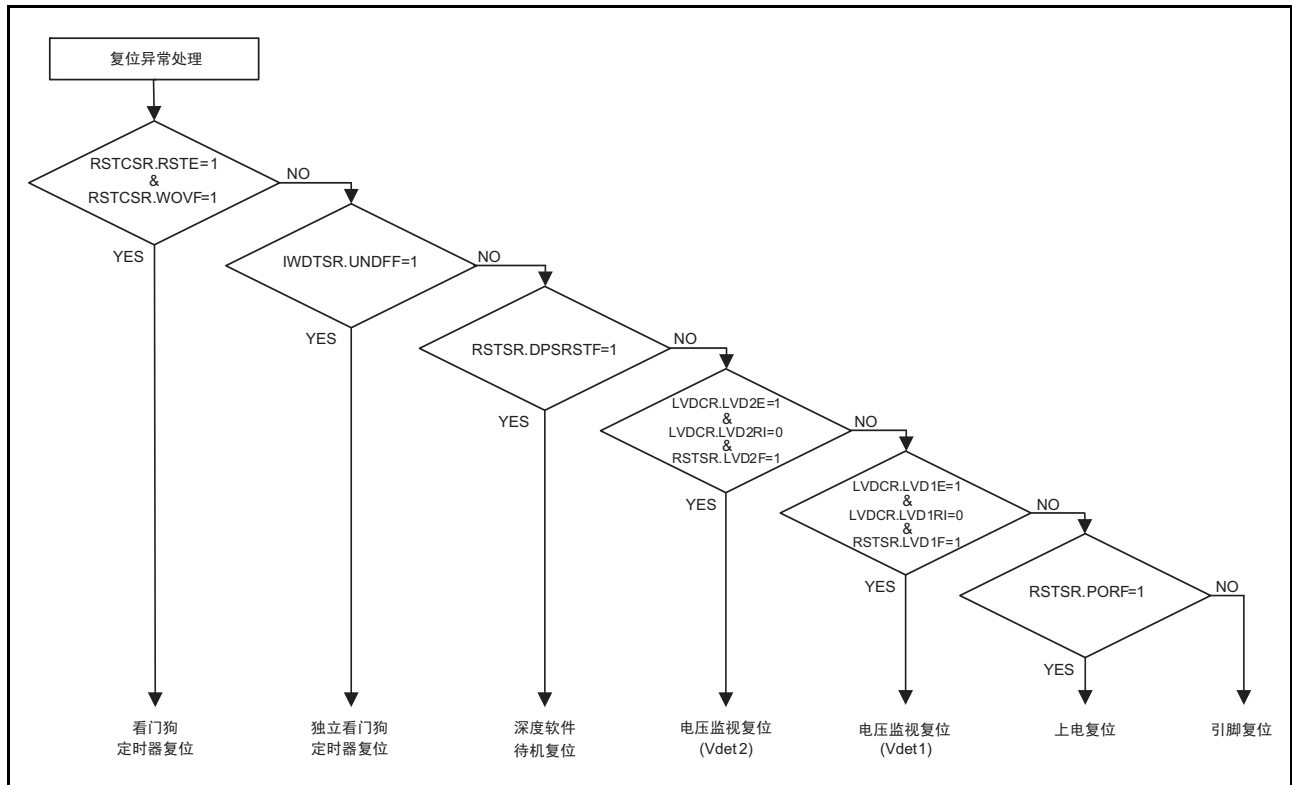 复位异常处理
RSTCSR.RSTE=1
&
RSTCSR.WOVF=1
NO
YES
IWDTSR.UNDFF=1
NO
YES
RSTSR.DPSRSTF=1
NO
YES
LVDCR.LVD2E=1
&
LVDCR.LVD2RI=0
&
RSTSR.LVD2F=1
NO
YES
LVDCR.LVD1E=1
&
LVDCR.LVD1RI=0
&
RSTSR.LVD1F=1
NO
YES
RSTSR.PORF=1
NO
YES
看门狗
定时器复位
独立看门狗
定时器复位
深度软件
待机复位
电压监视复位
(Vdet2)
电压监视复位
(Vdet1)
上电复位
引脚复位